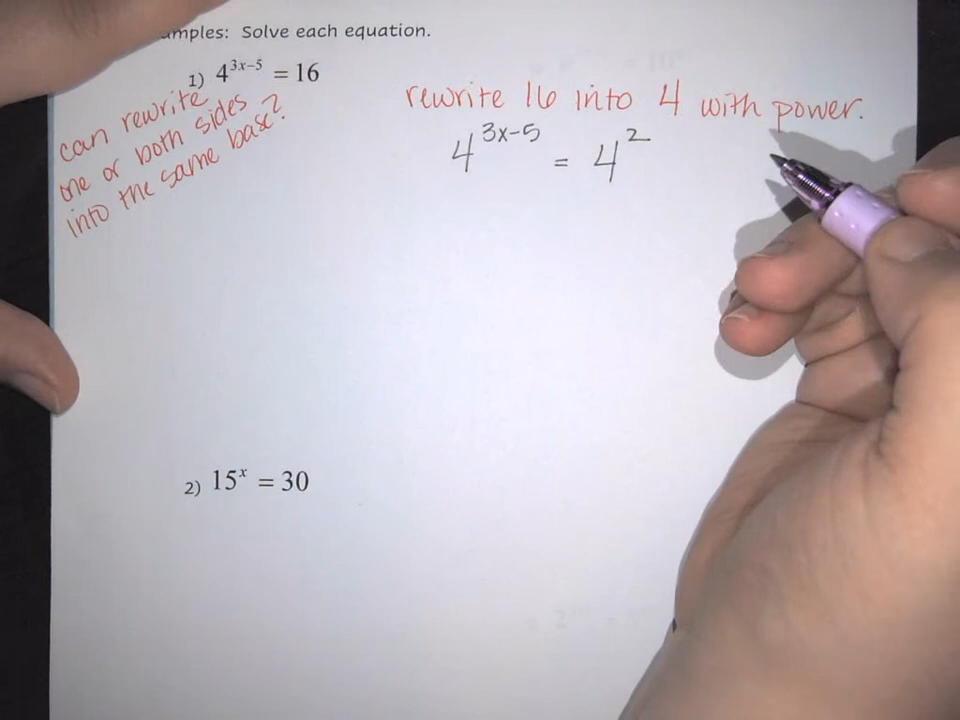 amples: Solve each equation.
1) 4^{3x-5} = 16
can rewrite
one or both sides
into the same base?
rewrite 16 into 4 with power.
4^{3x-5} = 4^2
2) 15^x = 30